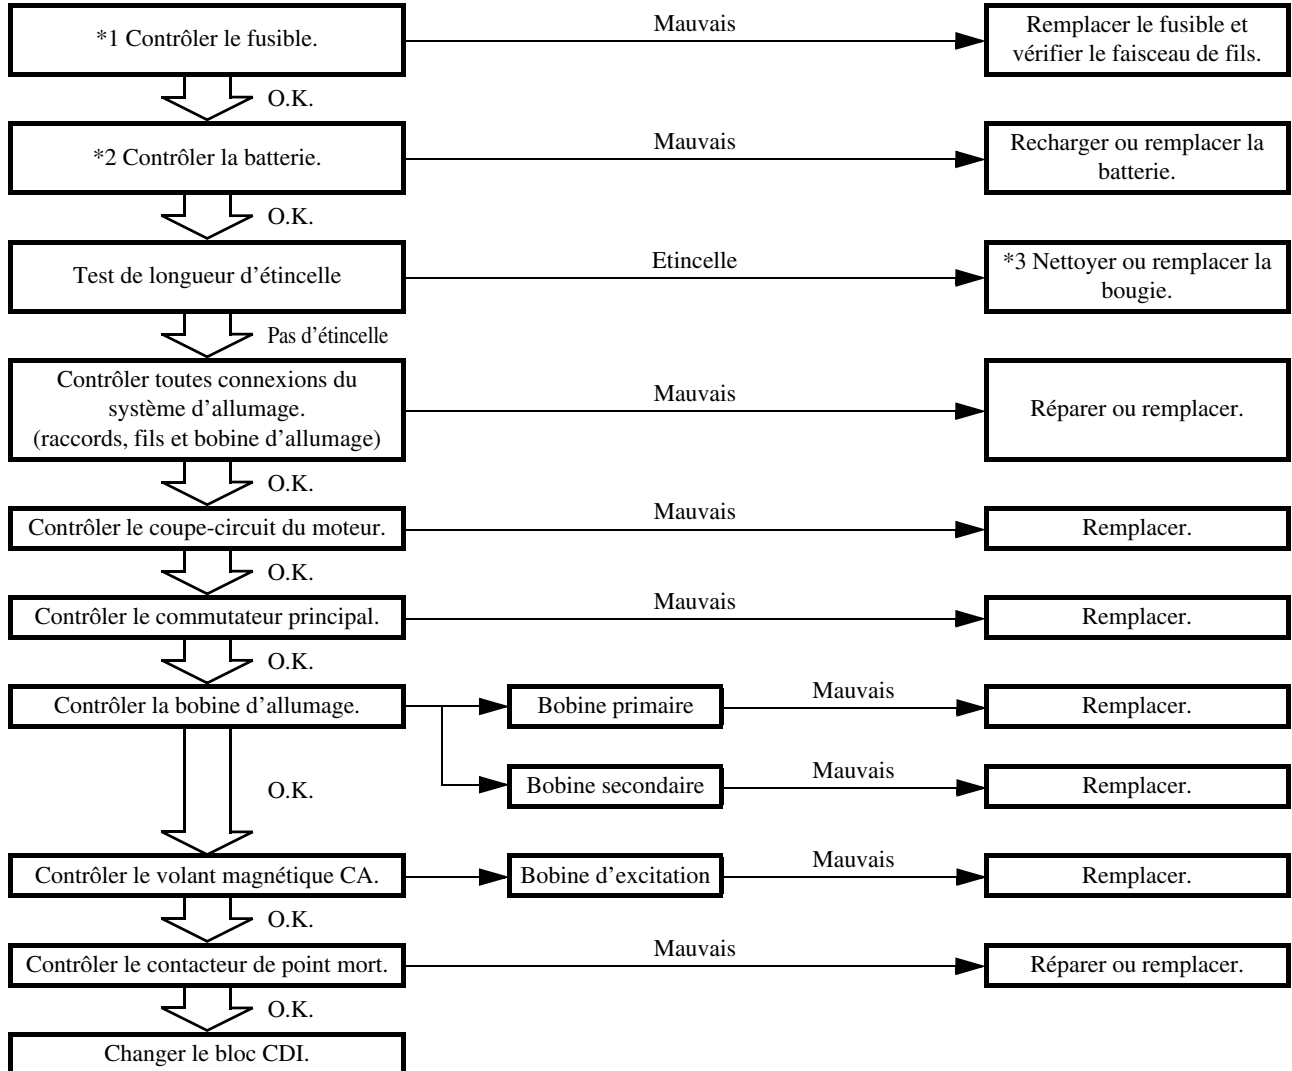 *1 Contrôler le fusible.
Mauvais
Remplacer le fusible et
vérifier le faisceau de fils.
O.K.
*2 Contrôler la batterie.
Mauvais
Recharger ou remplacer la
batterie.
O.K.
Test de longueur d’étincelle
Etincelle
*3 Nettoyer ou remplacer la
bougie.
Pas d’étincelle
Contrôler toutes connexions du
système d’allumage.
(raccords, fils et bobine d’allumage)
Mauvais
Réparer ou remplacer.
O.K.
Contrôler le coupe-circuit du moteur.
Mauvais
Remplacer.
O.K.
Contrôler le commutateur principal.
Mauvais
Remplacer.
O.K.
Contrôler la bobine d’allumage.
Bobine primaire
Mauvais
Remplacer.
Bobine secondaire
Mauvais
Remplacer.
O.K.
Contrôler le volant magnétique CA.
Bobine d’excitation
Mauvais
Remplacer.
O.K.
Contrôler le contacteur de point mort.
Mauvais
Réparer ou remplacer.
O.K.
Changer le bloc CDI.